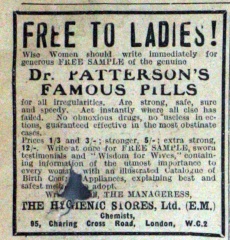 FREE TO LADIES!
Wise Women should write immediately for
generous FREE SAMPLE of the genuine
Dr. PATTERSON'S
FAMOUS PILLS
for all irregularities. Are strong, safe, sure
and speedy. Act instantly where all else has
failed. No obnoxious drugs, no useless in ec-
tions, guaranteed effective in the most obstinate
cases.
Prices 1/3 and 3/-; stronger, 5/-; extra strong,
12/-. Write at once for FREE SAMPLE, sworn
testimonials and "Wisdom for Wives," contain-
ing information of the utmost importance to
every with an illustrated Catalogue of
Birth Con Appliances, explaining best and
safest me adopt.
THE MANAGERESS,
THE HYGIENIC STORES, Ltd. (E.M.)
Chemists,
95, Charing Cross Road, London, W.C.2